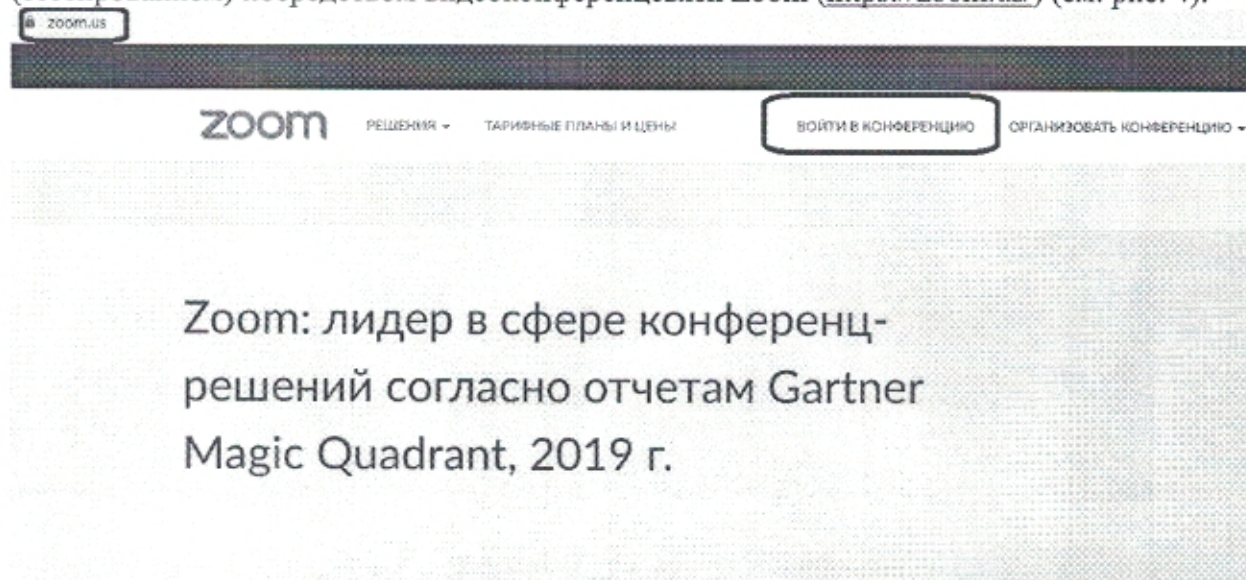 zoom.us
zoom РЕШЕНИЯ ТАРИФНЫЕ ПЛАНЫ И ЦЕНЫ ВОЙТИ В КОНФЕРЕНЦИЮ ОРГАНИЗОВАТЬ КОНФЕРЕНЦИЮ
Zoom: лидер в сфере конференц-
решений согласно отчетам Gartner
Magic Quadrant, 2019 г.